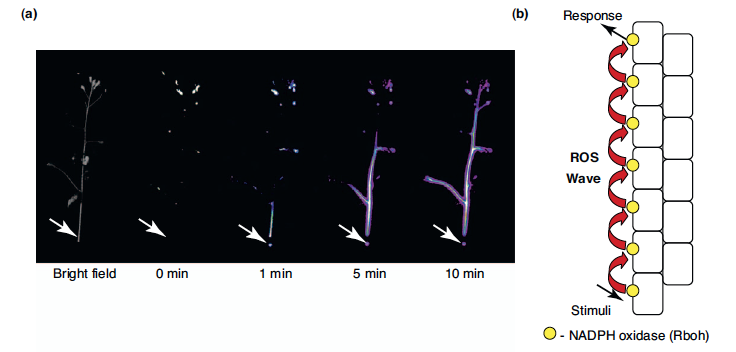 (a)
Bright field
0 min
1 min
5 min
10 min
(b)
Response
ROS
Wave
Stimuli
- NADPH oxidase (Rboh)